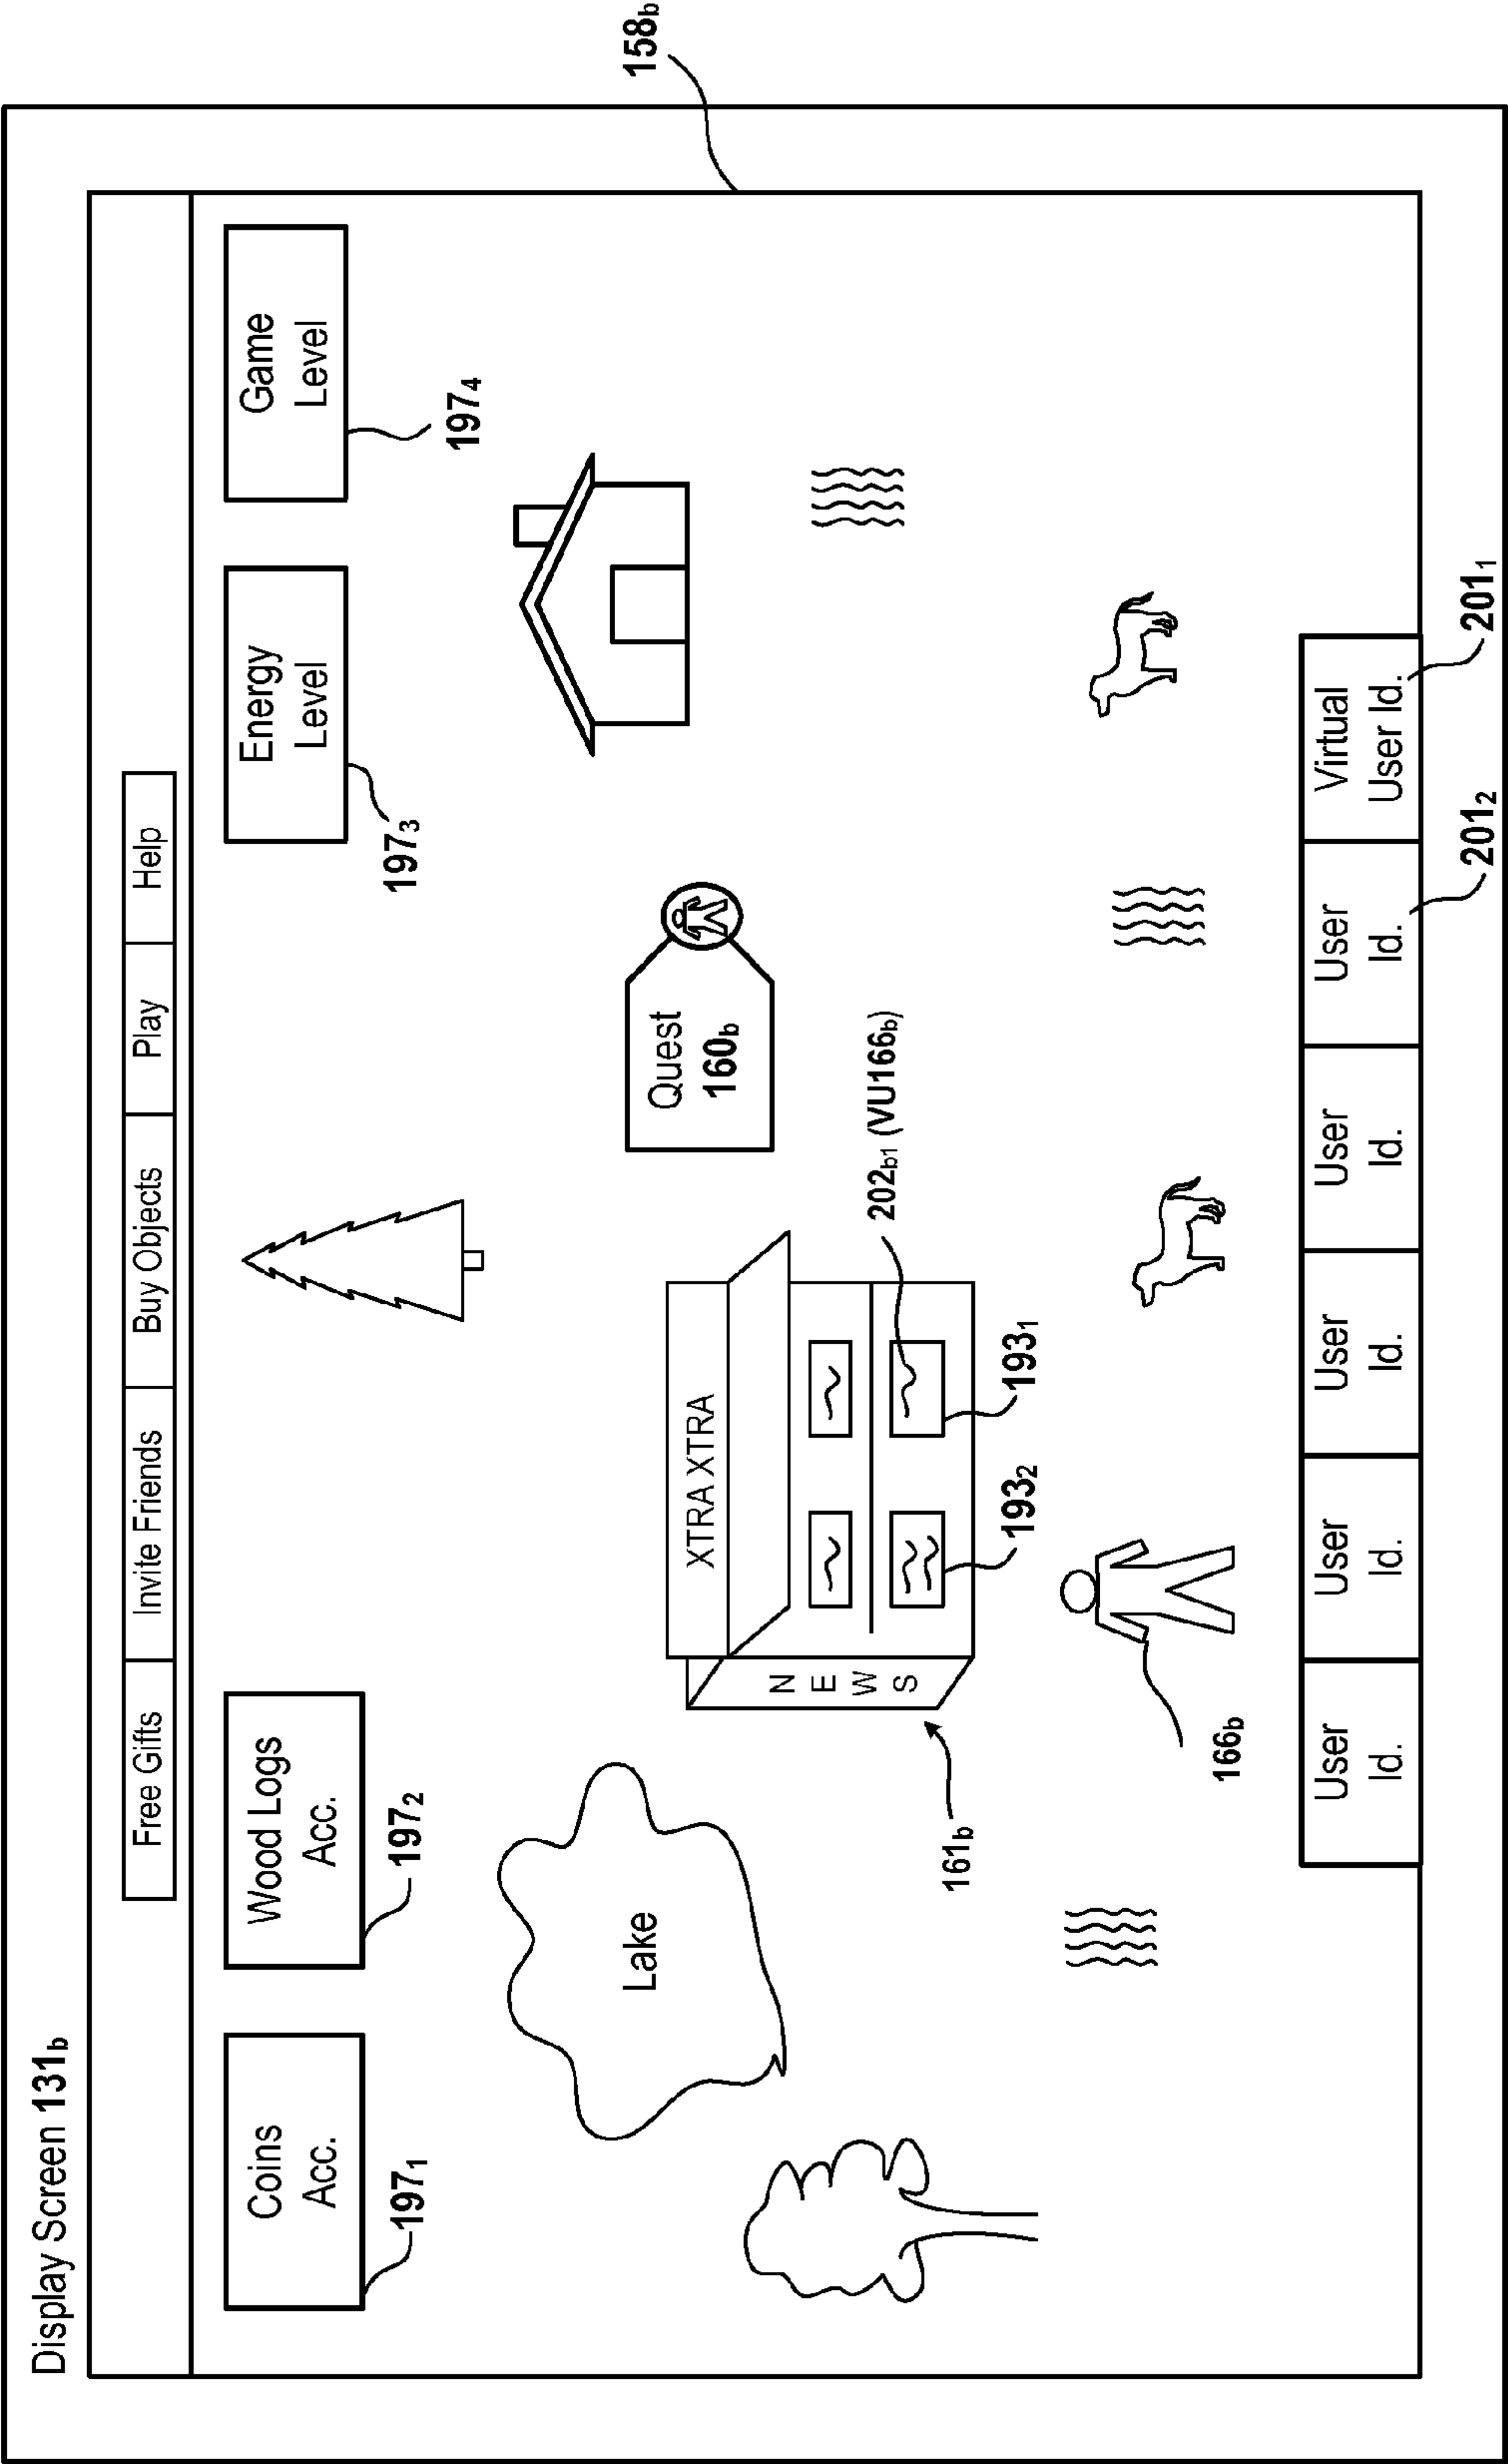 Display Screen 131b
158b
Free Gifts
Invite Friends
Buy Objects
Play
Help
Coins
Acc.
1971
Wood Logs
Acc.
1972
Energy
Level
1973
Game
Level
1974
Lake
XTRA XTRA
N
E
W
S
Quest
160b
202b1 (VU166b)
1932
1931
161b
166b
User
Id.
User
Id.
User
Id.
User
Id.
User
Id.
Virtual
User Id.
2012
2011